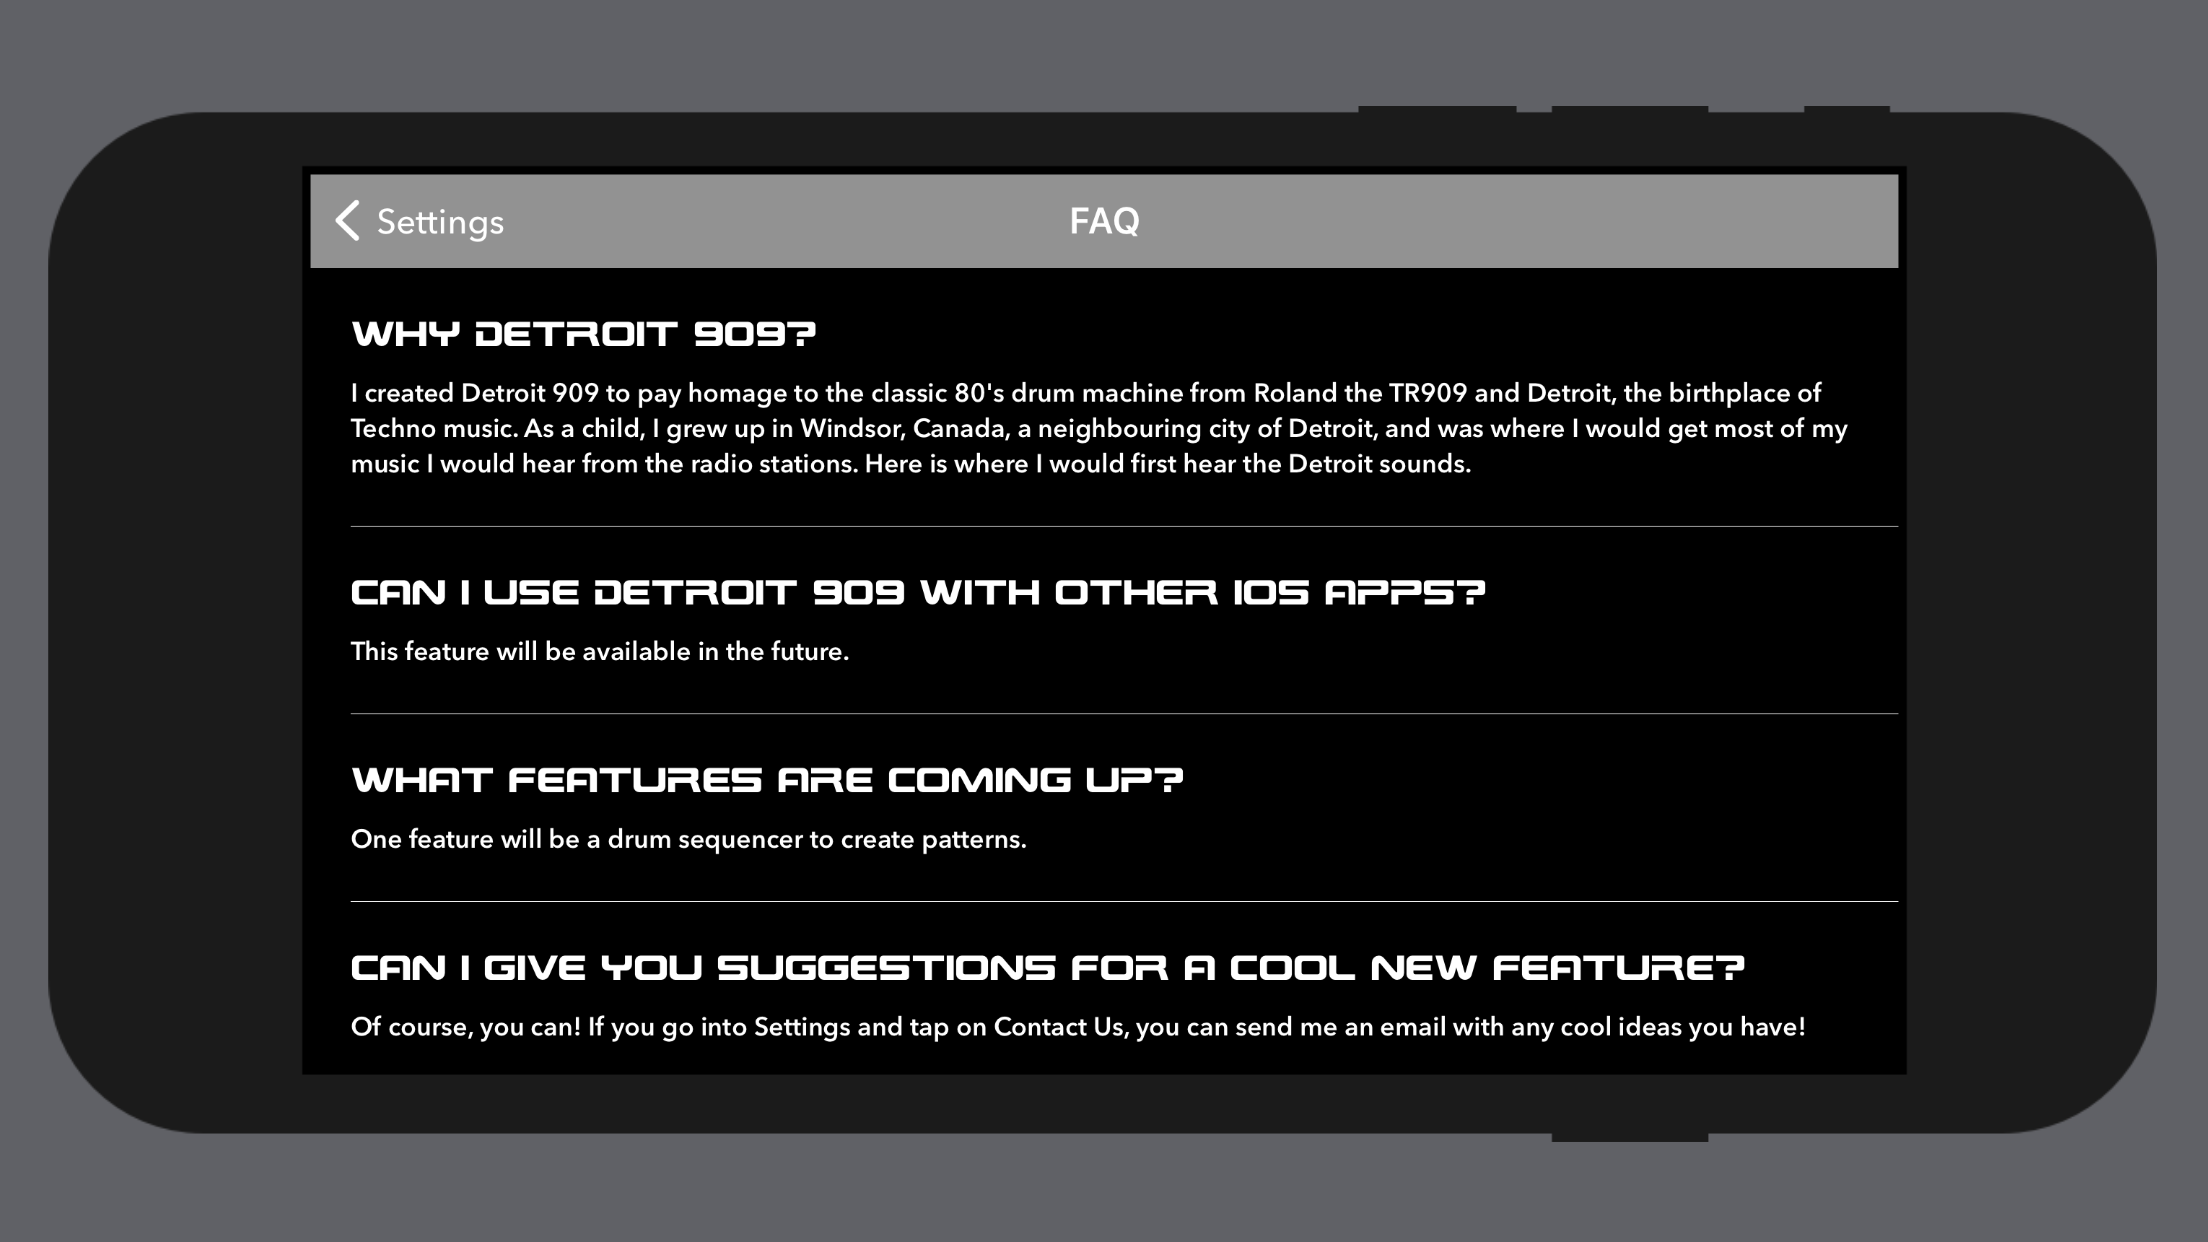 Settings
FAQ
WHY DETROIT 909?
I created Detroit 909 to pay homage to the classic 80's drum machine from Roland the TR909 and Detroit, the birthplace of
Techno music. As a child, I grew up in Windsor, Canada, a neighbouring city of Detroit, and was where I would get most of my
music I would hear from the radio stations. Here is where I would first hear the Detroit sounds.
CAN I USE DETROIT 909 WITH OTHER IOS APPS?
This feature will be available in the future.
WHAT FEATURES ARE COMING UP?
One feature will be a drum sequencer to create patterns.
CAN I GIVE YOU SUGGESTIONS FOR A COOL NEW FEATURE?
Of course, you can! If you go into Settings and tap on Contact Us, you can send me an email with any cool ideas you have!